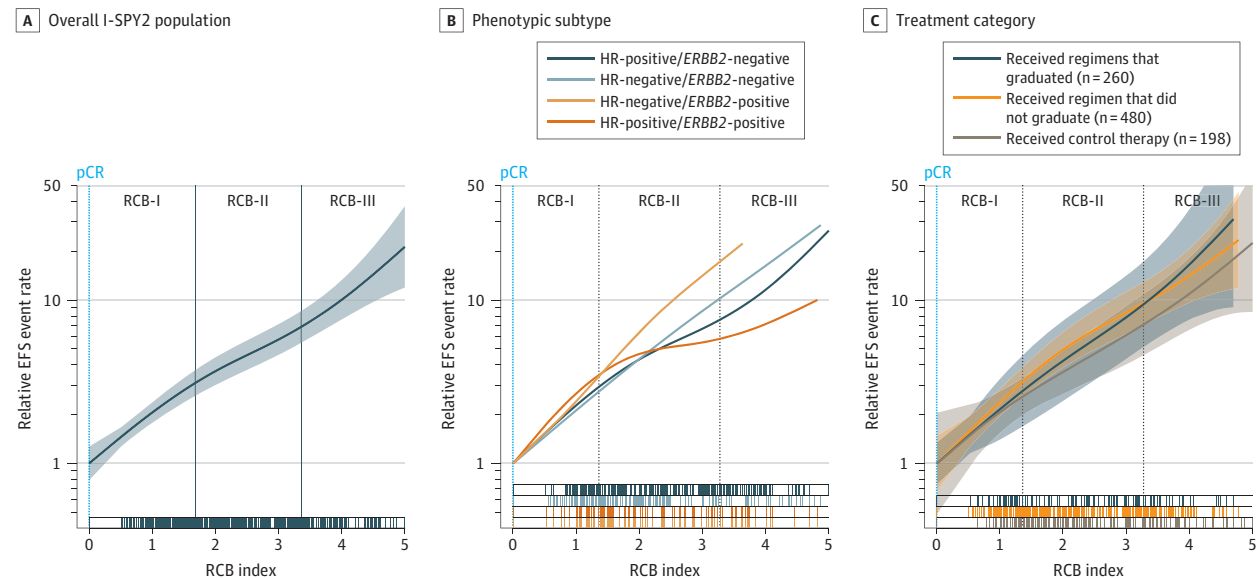 A Overall I-SPY2 population
pCR
50
10
1
Relative EFS event rate
RCB-I RCB-II RCB-III
0 1 2 3 4 5
RCB index
B Phenotypic subtype
HR-positive/ERBB2-negative
HR-negative/ERBB2-negative
HR-negative/ERBB2-positive
HR-positive/ERBB2-positive
pCR
50
10
1
Relative EFS event rate
RCB-I RCB-II RCB-III
0 1 2 3 4 5
RCB index
C Treatment category
Received regimens that
graduated (n = 260)
Received regimen that did
not graduate (n = 480)
Received control therapy (n = 198)
pCR
50
10
1
Relative EFS event rate
RCB-I RCB-II RCB-III
0 1 2 3 4 5
RCB index